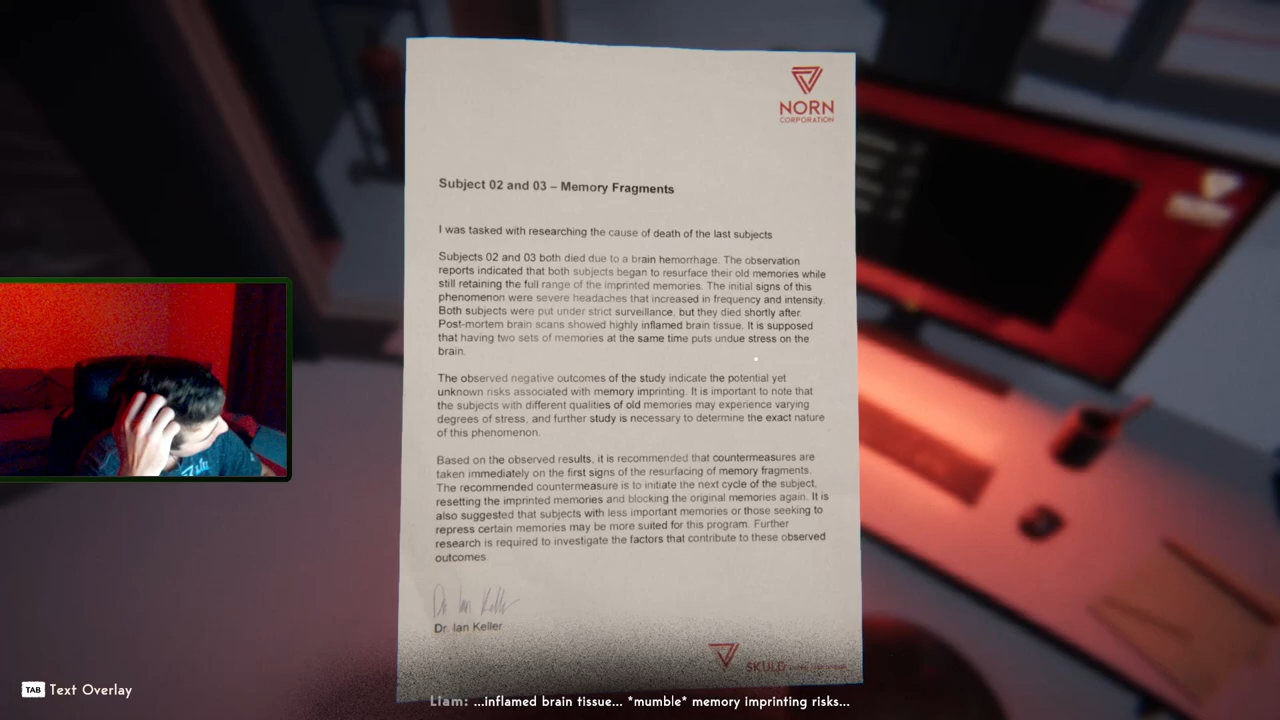 NORN
CORPORATION
Subject 02 and 03 – Memory Fragments
I was tasked with researching the cause of death of the last subjects
Subjects 02 and 03 both died due to a brain hemorrhage. The observation
reports indicated that both subjects began to resurface their old memories while
still retaining the full range of the imprinted memories. The initial signs of this
phenomenon were severe headaches that increased in frequency and intensity.
Both subjects were put under strict surveillance, but they died shortly after.
Post-mortem brain scans showed highly inflamed brain tissue. It is supposed
that having two sets of memories at the same time puts undue stress on the
brain.
The observed negative outcomes of the study indicate the potential yet
unknown risks associated with memory imprinting. It is important to note that
the subjects with different qualities of old memories may experience varying
degrees of stress, and further study is necessary to determine the exact nature
of this phenomenon.
Based on the observed results, it is recommended that countermeasures are
taken immediately on the first signs of the resurfacing of memory fragments.
The recommended countermeasure is to initiate the next cycle of the subject,
resetting the imprinted memories and blocking the original memories again. It is
also suggested that subjects with less important memories or those seeking to
repress certain memories may be more suited for this program. Further
research is required to investigate the factors that contribute to these observed
outcomes.
Dr. Ian Keller
Dr. Ian Keller
SKULD
TAB Text Overlay
Liam: ...inflamed brain tissue... *mumble* memory imprinting risks...